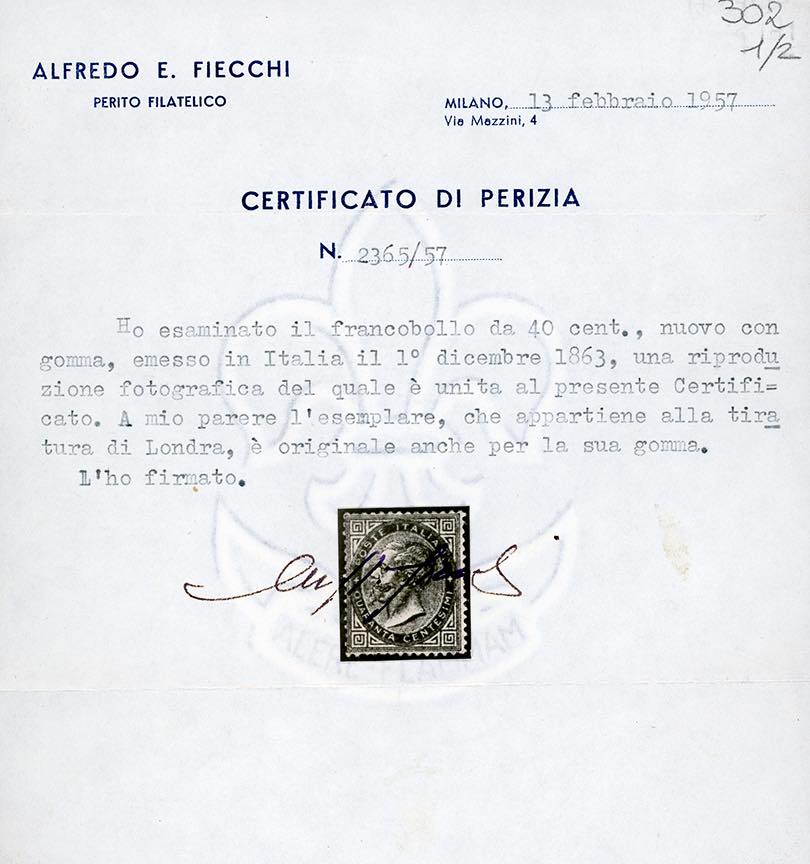 302
1/2
ALFREDO E. FIECCHI
PERITO FILATELICO
MILANO, 13 febbraio 1957
Via Mazzini, 4
CERTIFICATO DI PERIZIA
N. 2365/57
Ho esaminato il francobollo da 40 cent., nuovo con
gomma, emesso in Italia il 1° dicembre 1863, una riprodu
zione fotografica del quale è unita al presente Certifi=
cato. A mio parere l'esemplare, che appartiene alla tira
tura di Londra, è originale anche per la sua gomma.
L'ho firmato.
POSTE ITALIANE
QUARANTA CENTESIMI
ALERE FLAMMAM